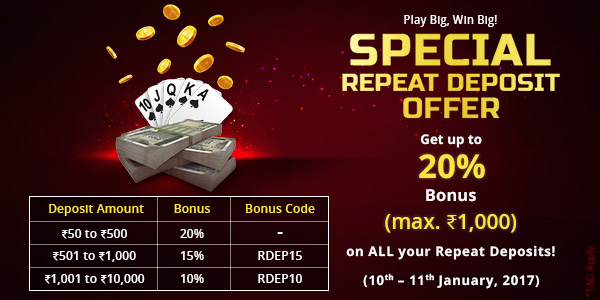 Play Big, Win Big!
SPECIAL
REPEAT DEPOSIT
OFFER
Get up to
20%
Bonus
(max. ₹1,000)
on ALL your Repeat Deposits!
(10th – 11th January, 2017)
10 J Q K A
Deposit Amount Bonus Bonus Code
₹50 to ₹500 20% –
₹501 to ₹1,000 15% RDEP15
₹1,001 to ₹10,000 10% RDEP10
*T&C Apply